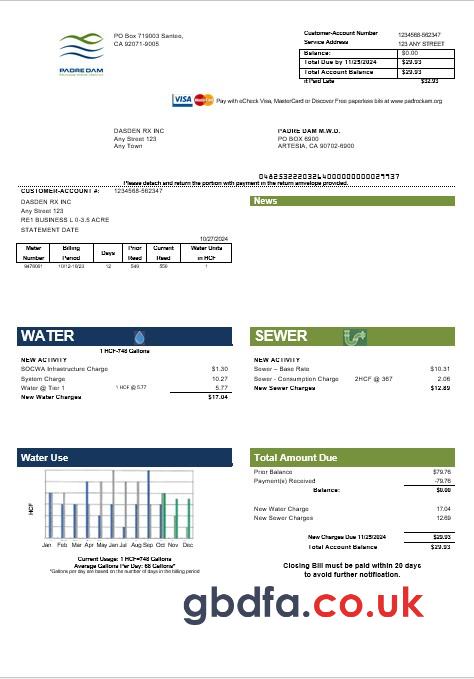 PADRE DAM
PO Box 719003 Santee,
CA 92071-9005
Customer-Account Number 1234568-562347
Service Address 123 ANY STREET
Balance: $0.00
Total Due by 11/25/2024 $29.93
Total Account Balance $29.93
if Paid Late $32.93
VISA MasterCard Pay with eCheck Visa, MasterCard or Discover Free paperless bils at www.padrockam.org
DASDEN RX INC
Any Street 123
Any Town
PADRE DAM M.W.D.
PO BOX 6900
ARTESIA, CA 90702-6900
Please detach and return the portion with payment in the return amvelope provided.
CUSTOMER-ACCOUNT #: 1234568-562347
DASDEN RX INC
Any Street 123
RE1 BUSINESS L 0-3.5 ACRE
STATEMENT DATE
10/27/2024
News
Meter Number Billing Period Days Prior Reed Current Reed Water Units in HCF
9476061 10/12-10/23 12 549 550 1
WATER
1 HCF-748 Gallons
NEW ACTIVITY
SOCWA Infrastructure Charge $1.30
System Charge 10.27
Water @ Tier 1 1 HCF @ 5.77 5.77
New Water Charges $17.04
SEWER
NEW ACTIVITY
Sewer – Base Rate $10.31
Sewer - Consumption Charge 2HCF @ 367 2.06
New Sewer Charges $12.89
Water Use
HCF
Jan Feb Mar Apr May Jan Jul Aug Sep Oct Nov Dec
Current Usage: 1 HCF=748 Gallons
Average Gallons Per Day: 68 Gallons*
*Gallons per day are based on the number of days in the billing period
Total Amount Due
Prior Balance $79.76
Payment(s) Received -79.76
Balance: $0.00
New Water Charge 17.04
New Sewer Charges 12.69
New Charges Due 11/25/2024 $29.93
Total Account Balance $29.93
Closing Bill must be paid within 20 days
to avoid further notification.
gbdfa.co.uk